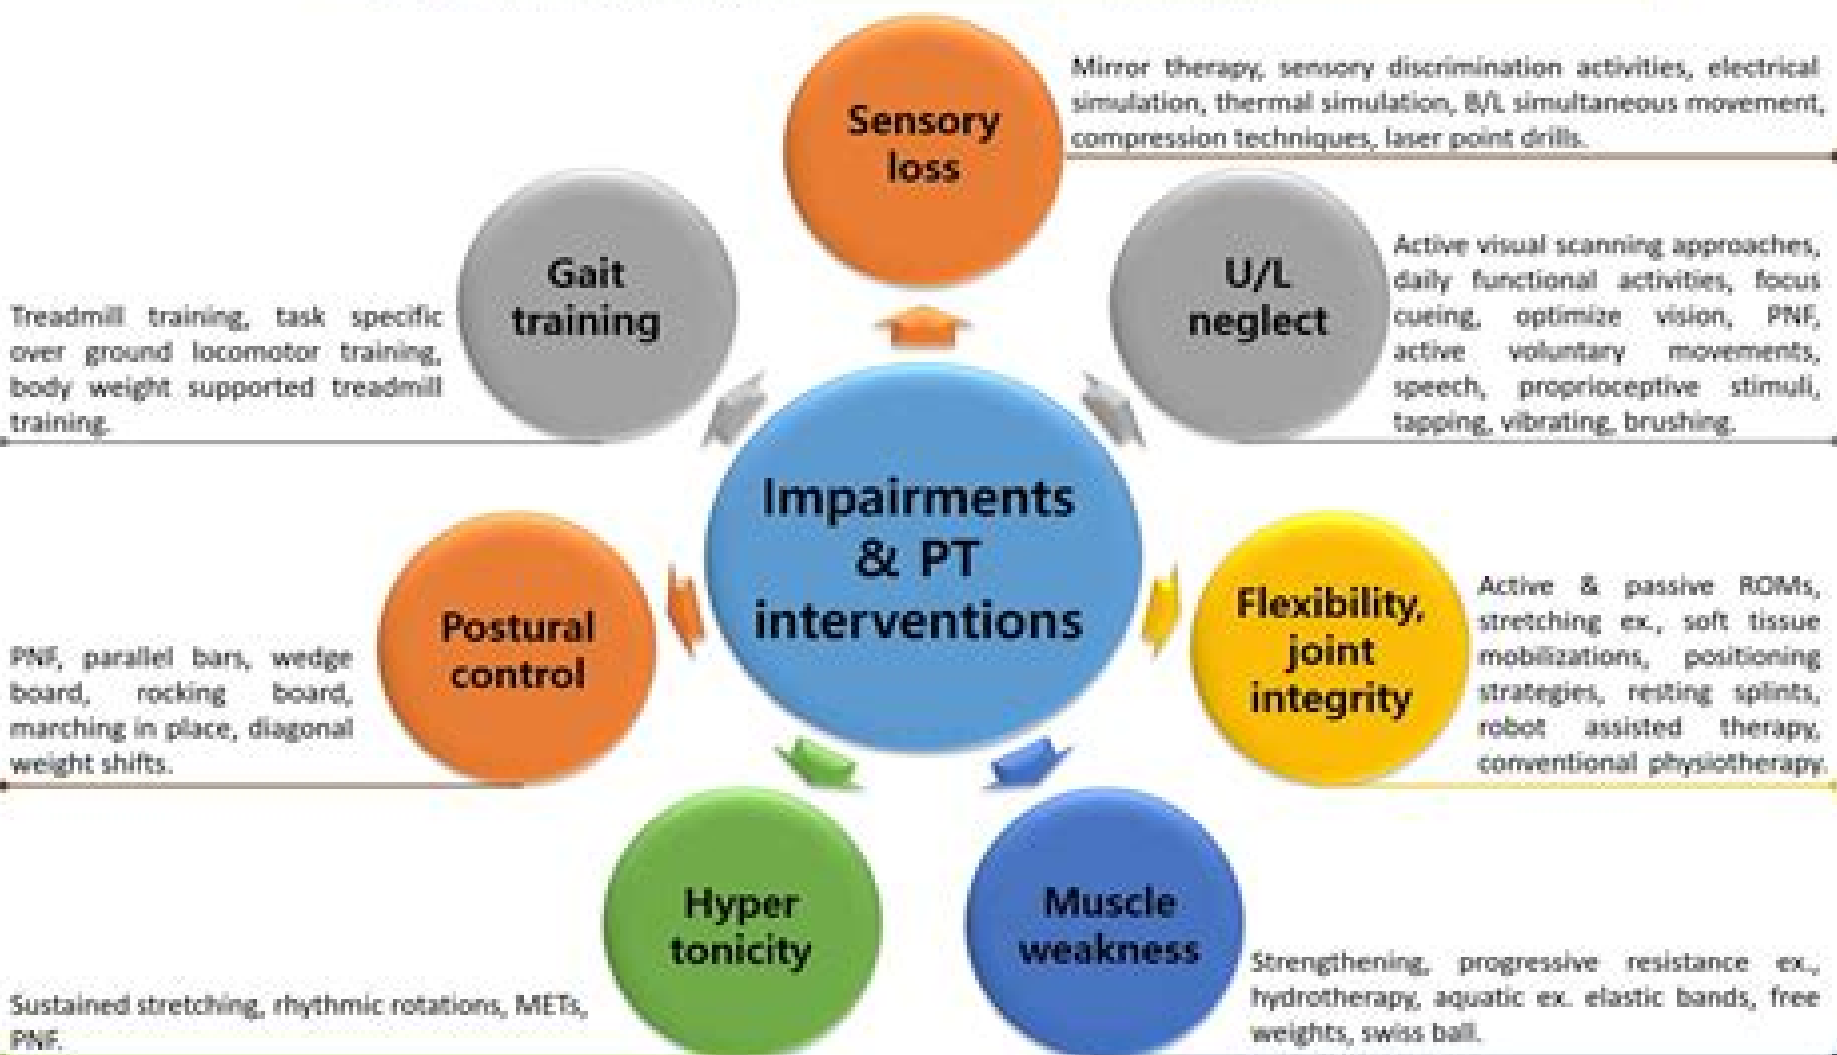 Sensory
loss
Mirror therapy, sensory discrimination activities, electrical
simulation, thermal simulation, B/L simultaneous movement,
compression techniques, laser point drills.
Gait
training
Treadmill training, task specific
over ground locomotor training,
body weight supported treadmill
training.
U/L
neglect
Active visual scanning approaches,
daily functional activities, focus
cueing, optimize vision, PNF,
active voluntary movements,
speech, proprioceptive stimuli,
tapping, vibrating, brushing.
Impairments
& PT
interventions
Postural
control
PNF, parallel bars, wedge
board, rocking board,
marching in place, diagonal
weight shifts.
Flexibility,
joint
integrity
Active & passive ROMs,
stretching ex., soft tissue
mobilizations, positioning
strategies, resting splints,
robot assisted therapy,
conventional physiotherapy.
Hyper
tonicity
Sustained stretching, rhythmic rotations, METs,
PNF.
Muscle
weakness
Strengthening, progressive resistance ex.,
hydrotherapy, aquatic ex. elastic bands, free
weights, swiss ball.